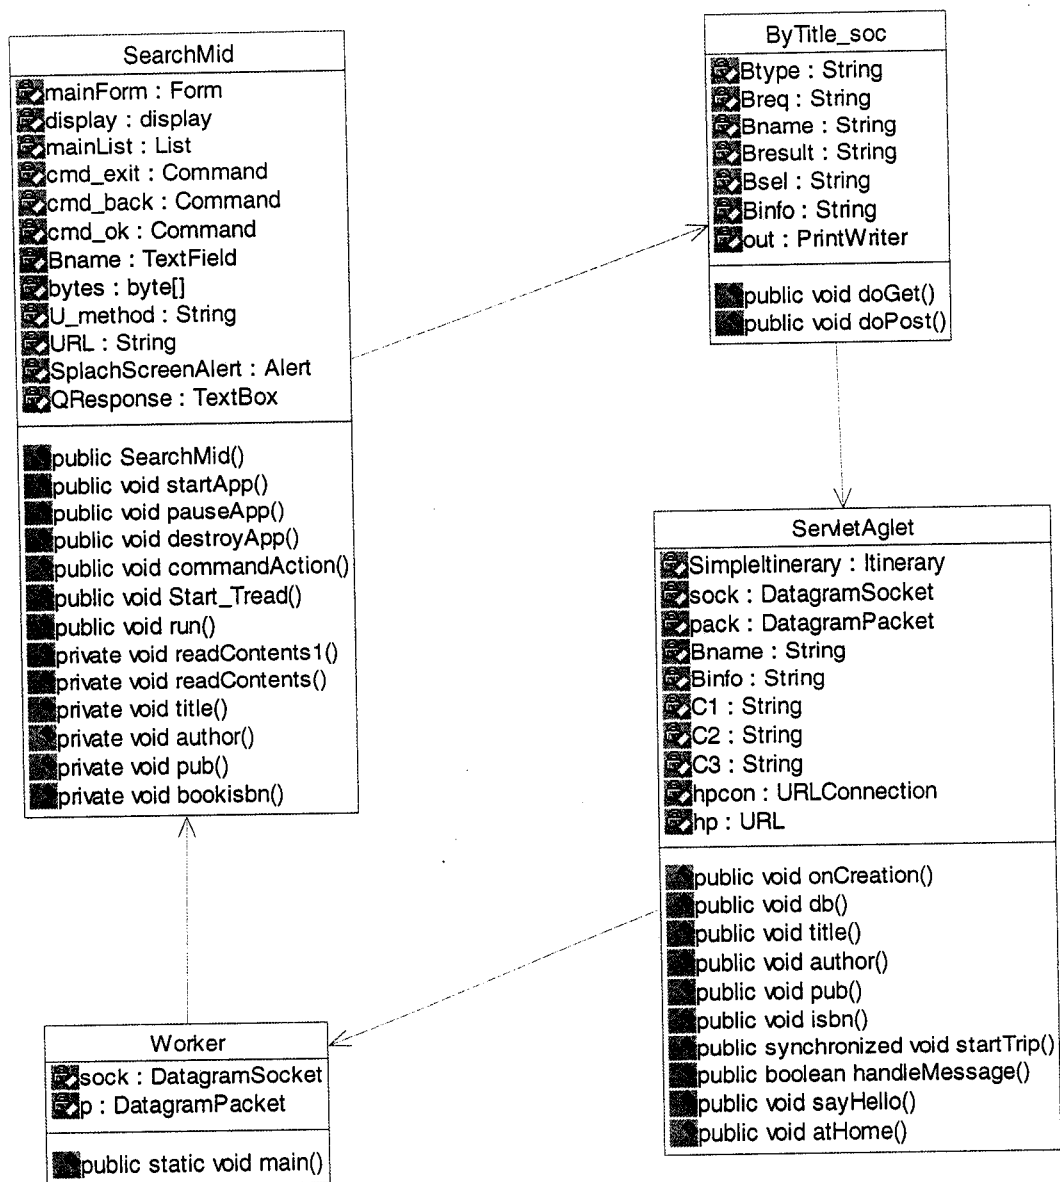 SearchMid
mainForm : Form
display : display
mainList : List
cmd_exit : Command
cmd_back : Command
cmd_ok : Command
Bname : TextField
bytes : byte[]
U_method : String
URL : String
SplachScreenAlert : Alert
QResponse : TextBox
public SearchMid()
public void startApp()
public void pauseApp()
public void destroyApp()
public void commandAction()
public void Start_Tread()
public void run()
private void readContents1()
private void readContents()
private void title()
private void author()
private void pub()
private void bookisbn()
ByTitle_soc
Btype : String
Breq : String
Bname : String
Bresult : String
Bsel : String
Binfo : String
out : PrintWriter
public void doGet()
public void doPost()
ServletAglet
SimpleItinerary : Itinerary
sock : DatagramSocket
pack : DatagramPacket
Bname : String
Binfo : String
C1 : String
C2 : String
C3 : String
hpcon : URLConnection
hp : URL
public void onCreation()
public void db()
public void title()
public void author()
public void pub()
public void isbn()
public synchronized void startTrip()
public boolean handleMessage()
public void sayHello()
public void atHome()
Worker
sock : DatagramSocket
p : DatagramPacket
public static void main()